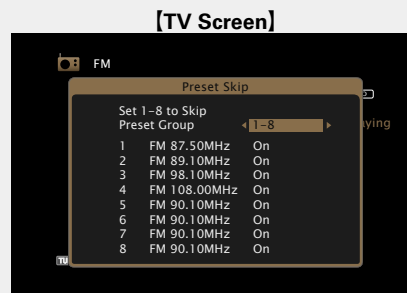 【TV Screen】
FM
Preset Skip
Set 1-8 to Skip
Preset Group 1-8
1 FM 87.50MHz On
2 FM 89.10MHz On
3 FM 98.10MHz On
4 FM 108.00MHz On
5 FM 90.10MHz On
6 FM 90.10MHz On
7 FM 90.10MHz On
8 FM 90.10MHz On
aying
TU